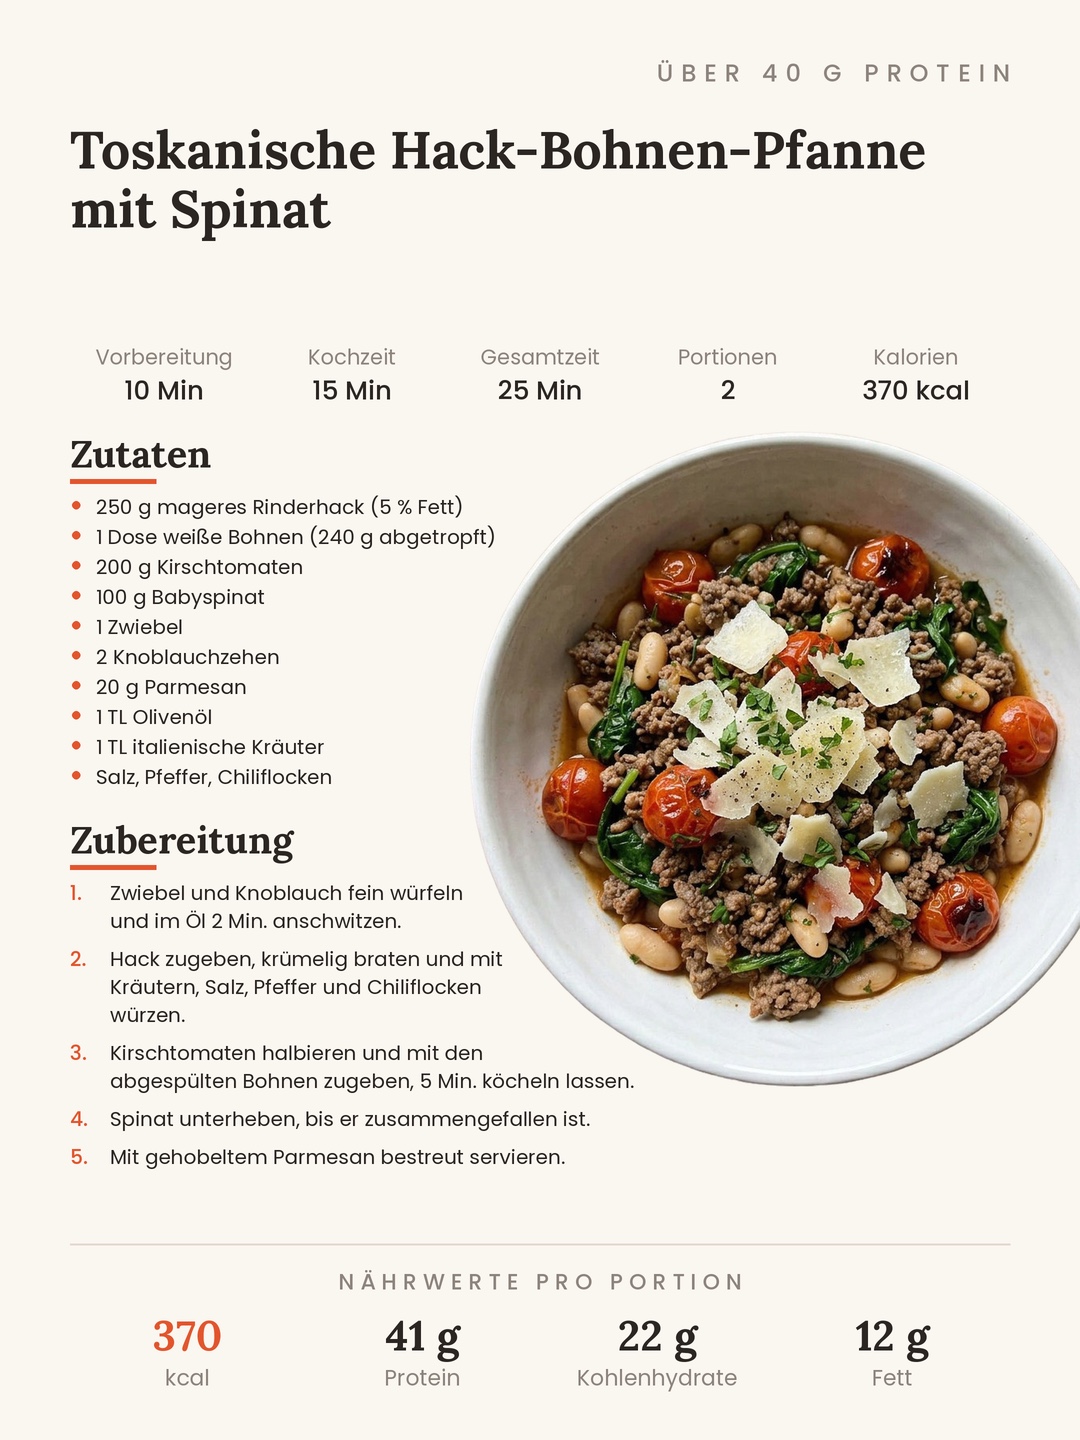 ÜBER 40 G PROTEIN
Toskanische Hack-Bohnen-Pfanne
mit Spinat
Vorbereitung
10 Min
Kochzeit
15 Min
Gesamtzeit
25 Min
Portionen
2
Kalorien
370 kcal
Zutaten
• 250 g mageres Rinderhack (5 % Fett)
• 1 Dose weiße Bohnen (240 g abgetropft)
• 200 g Kirschtomaten
• 100 g Babyspinat
• 1 Zwiebel
• 2 Knoblauchzehen
• 20 g Parmesan
• 1 TL Olivenöl
• 1 TL italienische Kräuter
• Salz, Pfeffer, Chiliflocken
Zubereitung
1. Zwiebel und Knoblauch fein würfeln
und im Öl 2 Min. anschwitzen.
2. Hack zugeben, krümelig braten und mit
Kräutern, Salz, Pfeffer und Chiliflocken
würzen.
3. Kirschtomaten halbieren und mit den
abgespülten Bohnen zugeben, 5 Min. köcheln lassen.
4. Spinat unterheben, bis er zusammengefallen ist.
5. Mit gehobeltem Parmesan bestreut servieren.
NÄHRWERTE PRO PORTION
370
kcal
41 g
Protein
22 g
Kohlenhydrate
12 g
Fett